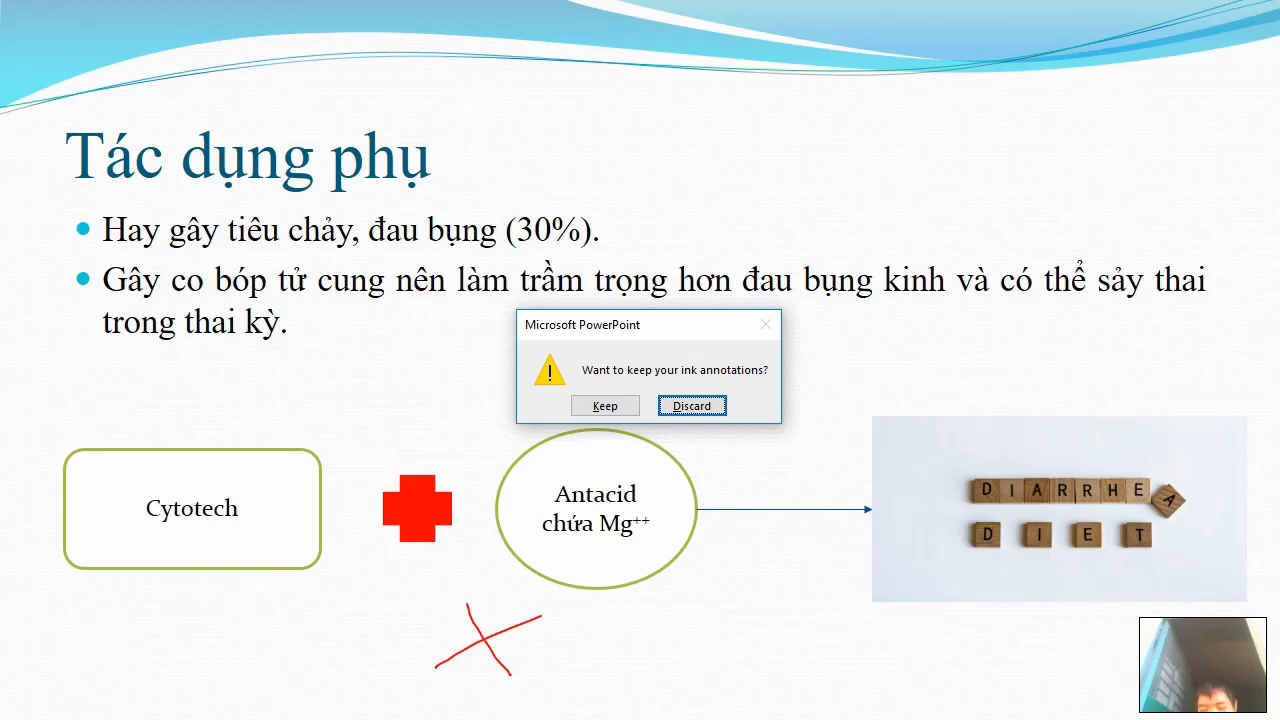 Tác dụng phụ
Hay gây tiêu chảy, đau bụng (30%).
Gây co bóp tử cung nên làm trầm trọng hơn đau bụng kinh và có thể sảy thai
trong thai kỳ.
Microsoft PowerPoint
Want to keep your ink annotations?
Keep
Discard
Cytotech
Antacid
chứa Mg⁺⁺
DIARRHEA
DIET